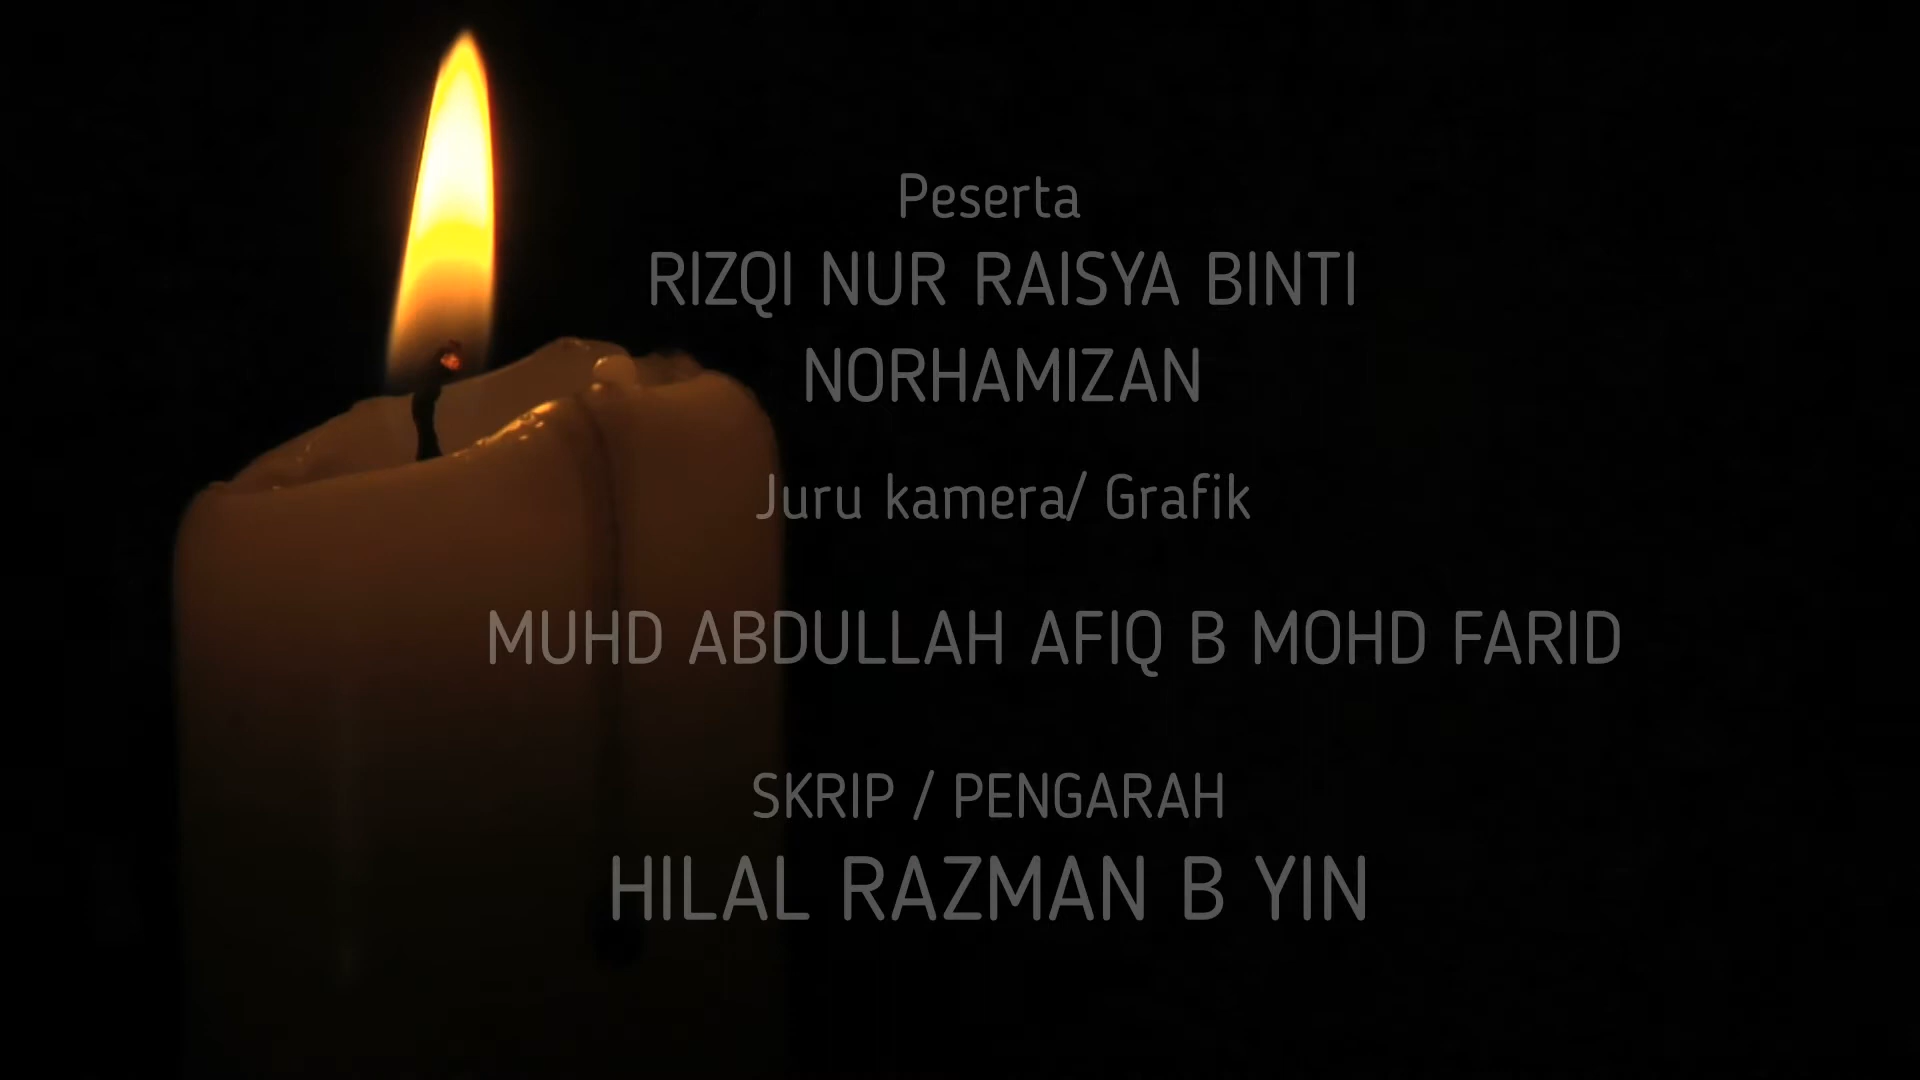 Peserta
RIZQI NUR RAISYA BINTI
NORHAMIZAN
Juru kamera/ Grafik
MUHD ABDULLAH AFIQ B MOHD FARID
SKRIP / PENGARAH
HILAL RAZMAN B YIN